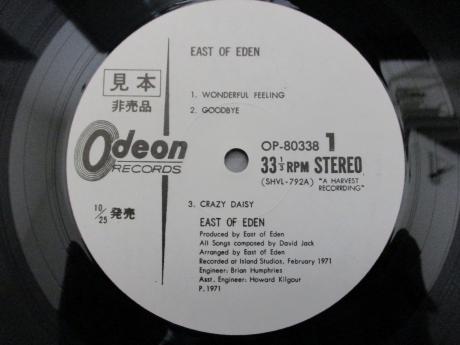 EAST OF EDEN
見本
非売品
1. WONDERFUL FEELING
2. GOODBYE
Odeon
RECORDS
OP-80338 1
33 1/3 RPM STEREO
(SHVL-792A) "A HARVEST
RECORRDING"
10/25 発売
3. CRAZY DAISY
EAST OF EDEN
Produced by East of Eden
All Songs composed by David Jack
Arranged by East of Eden
Recorded at Island Studios, February 1971
Engineer: Brian Humphries
Asst. Engineer: Howard Kilgour
P.1971